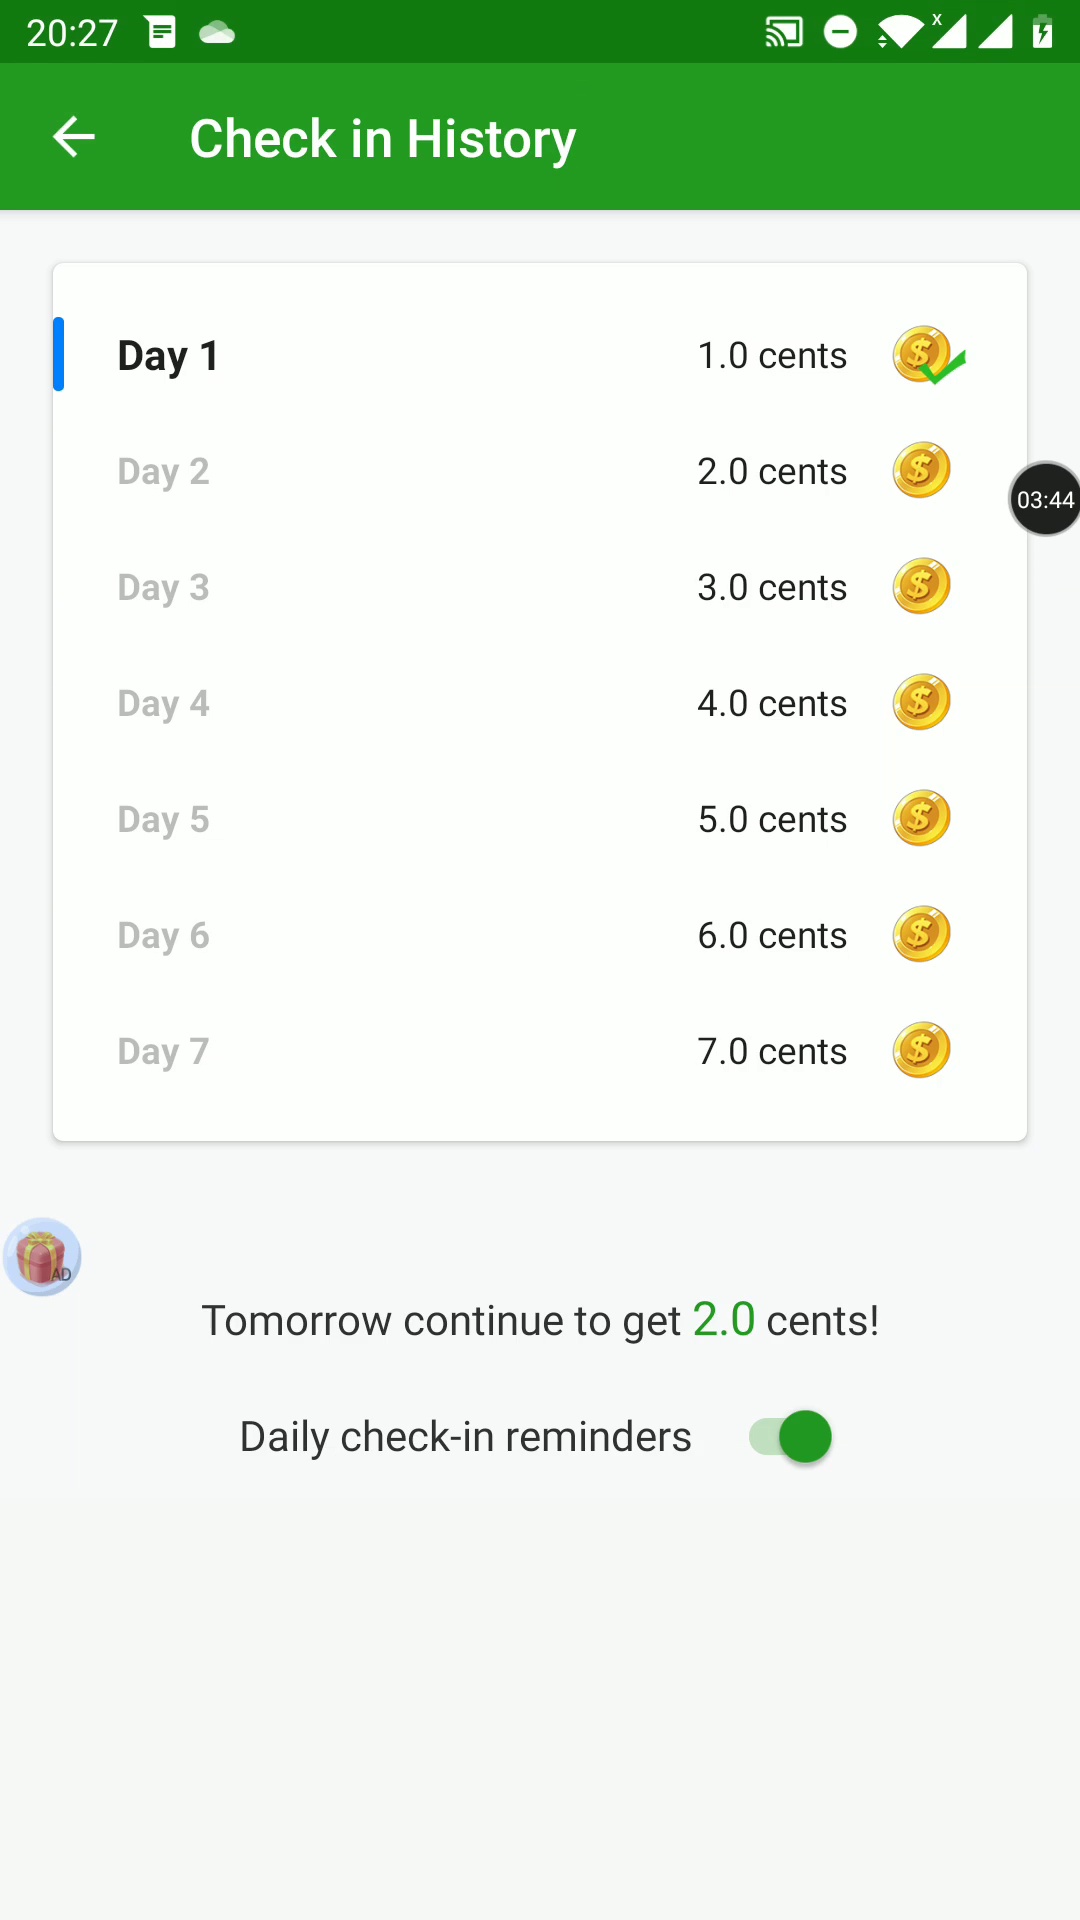 20:27
X
Check in History
Day 1 1.0 cents
Day 2 2.0 cents
03:44
Day 3 3.0 cents
Day 4 4.0 cents
Day 5 5.0 cents
Day 6 6.0 cents
Day 7 7.0 cents
AD
Tomorrow continue to get 2.0 cents!
Daily check-in reminders